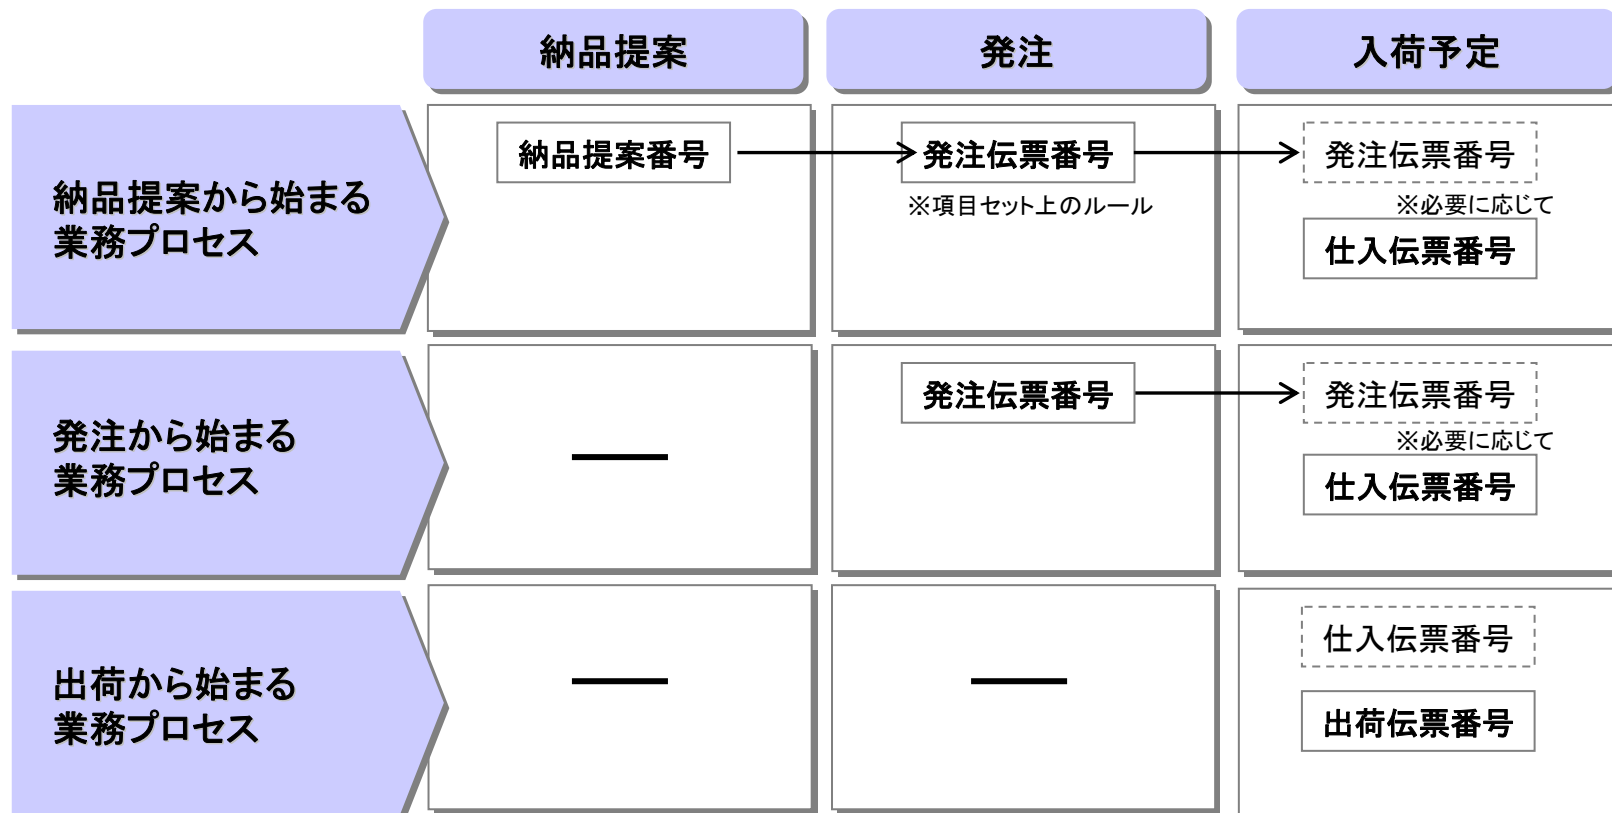 納品提案
発注
入荷予定
納品提案から始まる
業務プロセス
納品提案番号
発注伝票番号
※項目セット上のルール
発注伝票番号
※必要に応じて
仕入伝票番号
発注から始まる
業務プロセス
発注伝票番号
発注伝票番号
※必要に応じて
仕入伝票番号
出荷から始まる
業務プロセス
仕入伝票番号
出荷伝票番号